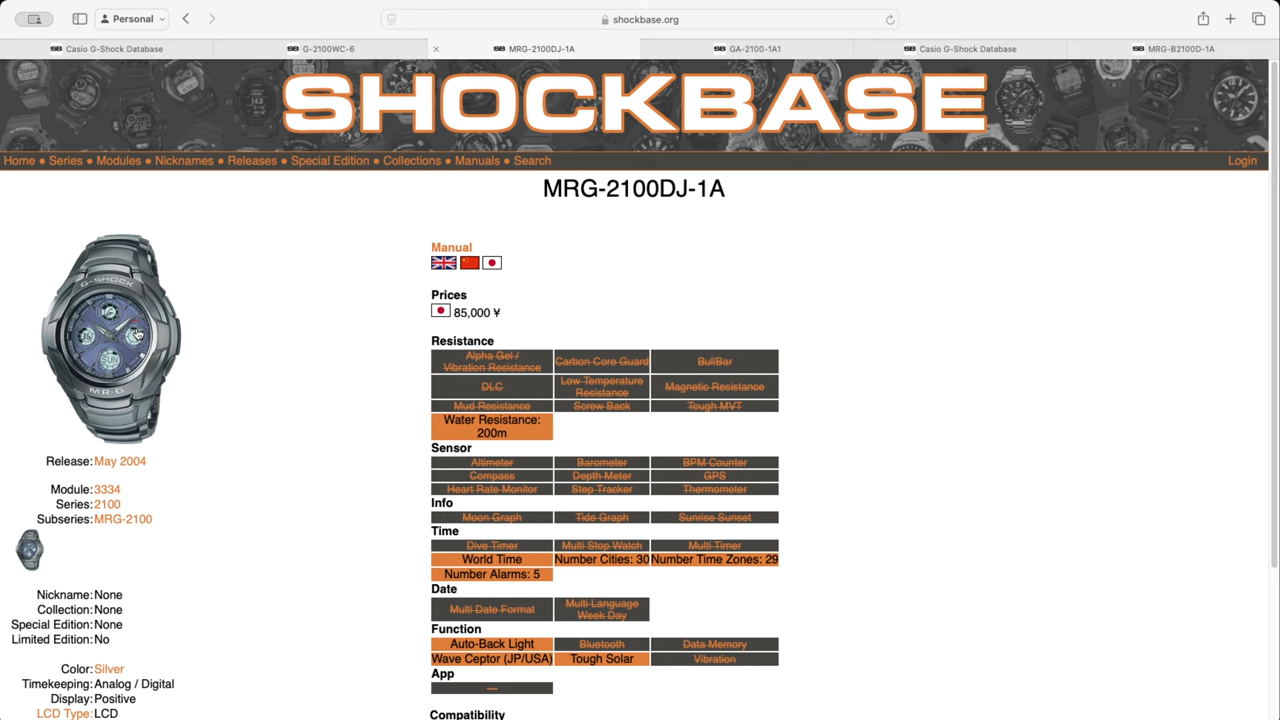 Personal
shockbase.org
SB Casio G-Shock Database
SB G-2100WC-6
SB MRG-2100DJ-1A
SB GA-2100-1A1
SB Casio G-Shock Database
SB MRG-B2100D-1A
SHOCKBASE
Home ● Series ● Modules ● Nicknames ● Releases ● Special Edition ● Collections ● Manuals ● Search
Login
MRG-2100DJ-1A
G-SHOCK
MR-G
Release: May 2004
Module: 3334
Series: 2100
Subseries: MRG-2100
Nickname: None
Collection: None
Special Edition: None
Limited Edition: No
Color: Silver
Timekeeping: Analog / Digital
Display: Positive
LCD Type: LCD
Manual
Prices
85,000 ¥
Resistance
Alpha Gel / Vibration Resistance Carbon Core Guard BullBar
DLC Low Temperature Resistance Magnetic Resistance
Mud Resistance Screw Back Tough MVT
Water Resistance: 200m
Sensor
Altimeter Barometer BPM Counter
Compass Depth Meter GPS
Heart Rate Monitor Step Tracker Thermometer
Info
Moon Graph Tide Graph Sunrise Sunset
Time
Dive Timer Multi Stop Watch Multi Timer
World Time Number Cities: 30 Number Time Zones: 29
Number Alarms: 5
Date
Multi Date Format Multi Language Week Day
Function
Auto-Back Light Bluetooth Data Memory
Wave Ceptor (JP/USA) Tough Solar Vibration
App
---
Compatibility